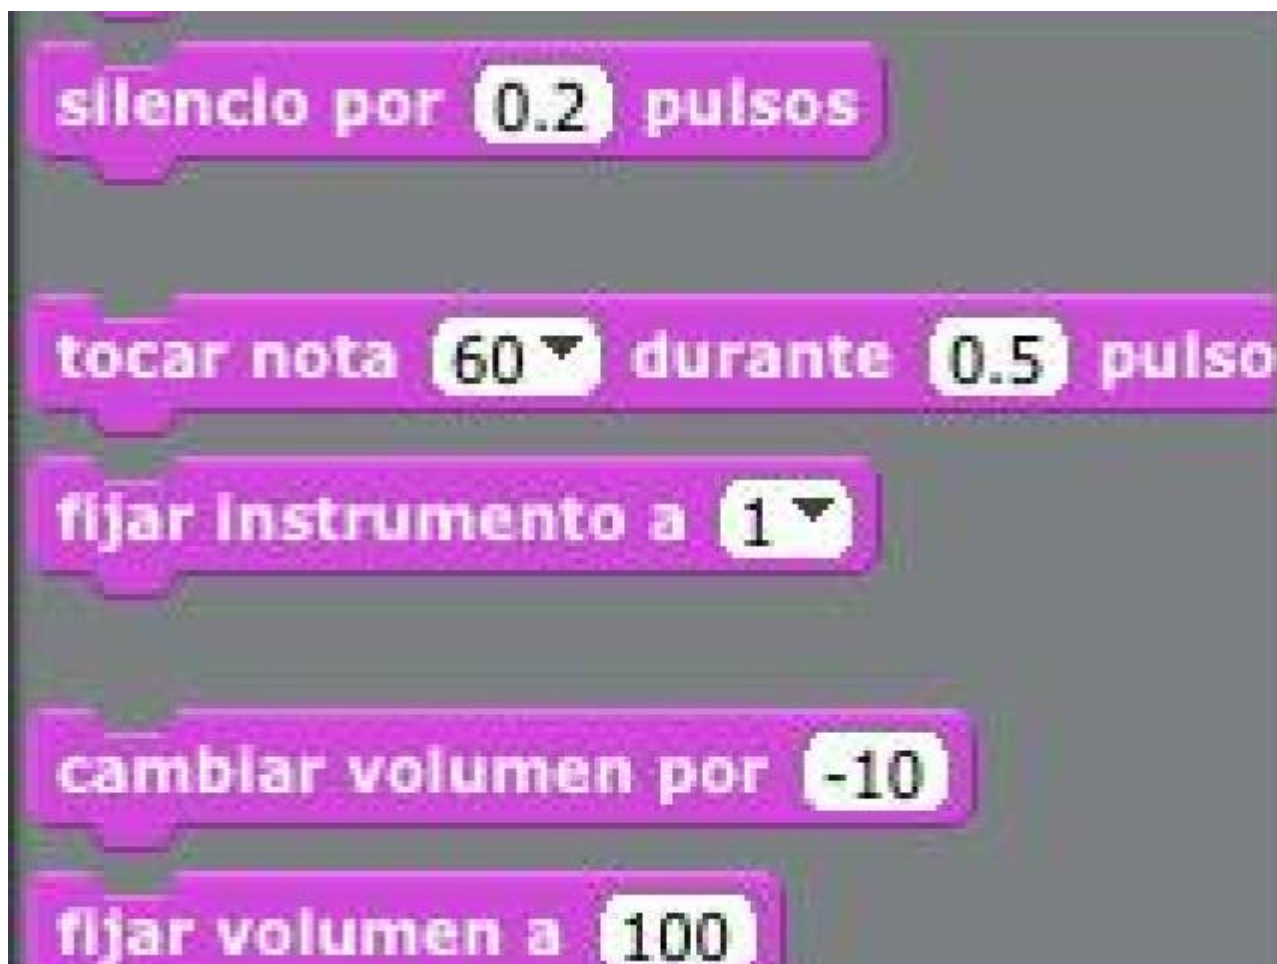 silencio por 0.2 pulsos
tocar nota 60 durante 0.5 pulso
fijar instrumento a 1
cambiar volumen por -10
fijar volumen a 100